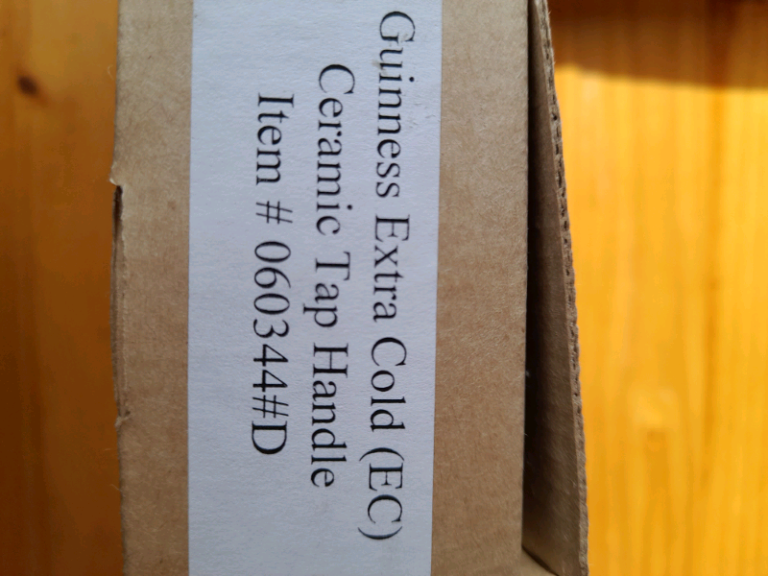 Guinness Extra Cold (EC)
Ceramic Tap Handle
Item # 060344#D